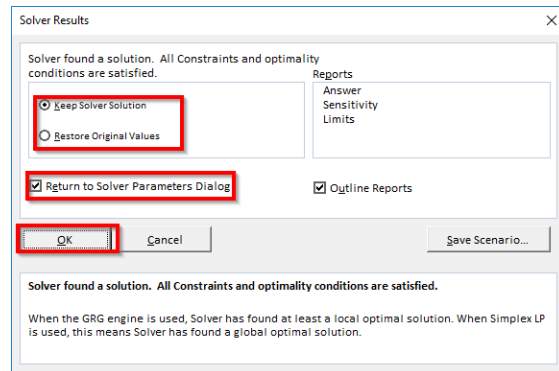 Solver Results
Solver found a solution.  All Constraints and optimality
conditions are satisfied.
Reports
Answer
Sensitivity
Limits
Keep Solver Solution
Restore Original Values
Return to Solver Parameters Dialog
Outline Reports
OK
Cancel
Save Scenario...
Solver found a solution.  All Constraints and optimality conditions are satisfied.
When the GRG engine is used, Solver has found at least a local optimal solution. When Simplex LP
is used, this means Solver has found a global optimal solution.